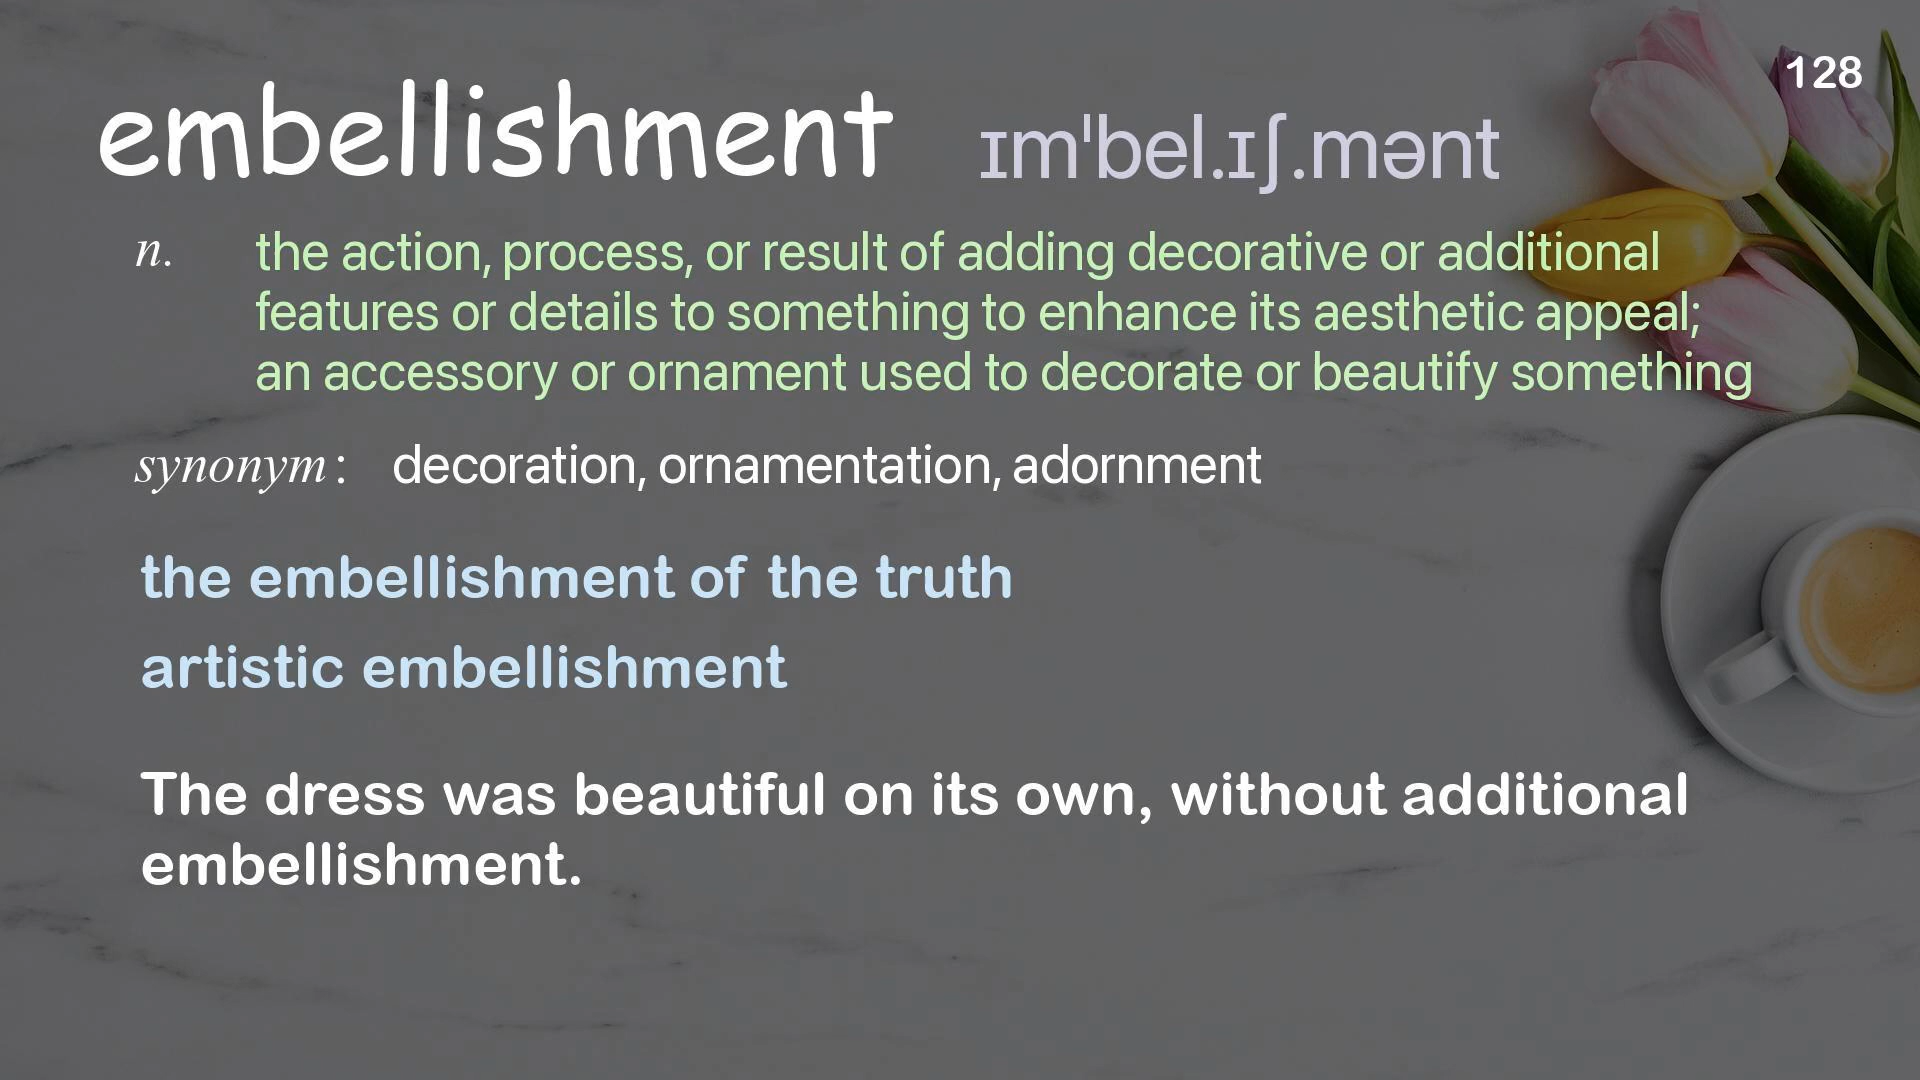 128
embellishment ɪmˈbel.ɪʃ.mənt
n. the action, process, or result of adding decorative or additional
features or details to something to enhance its aesthetic appeal;
an accessory or ornament used to decorate or beautify something
synonym : decoration, ornamentation, adornment
the embellishment of the truth
artistic embellishment
The dress was beautiful on its own, without additional
embellishment.